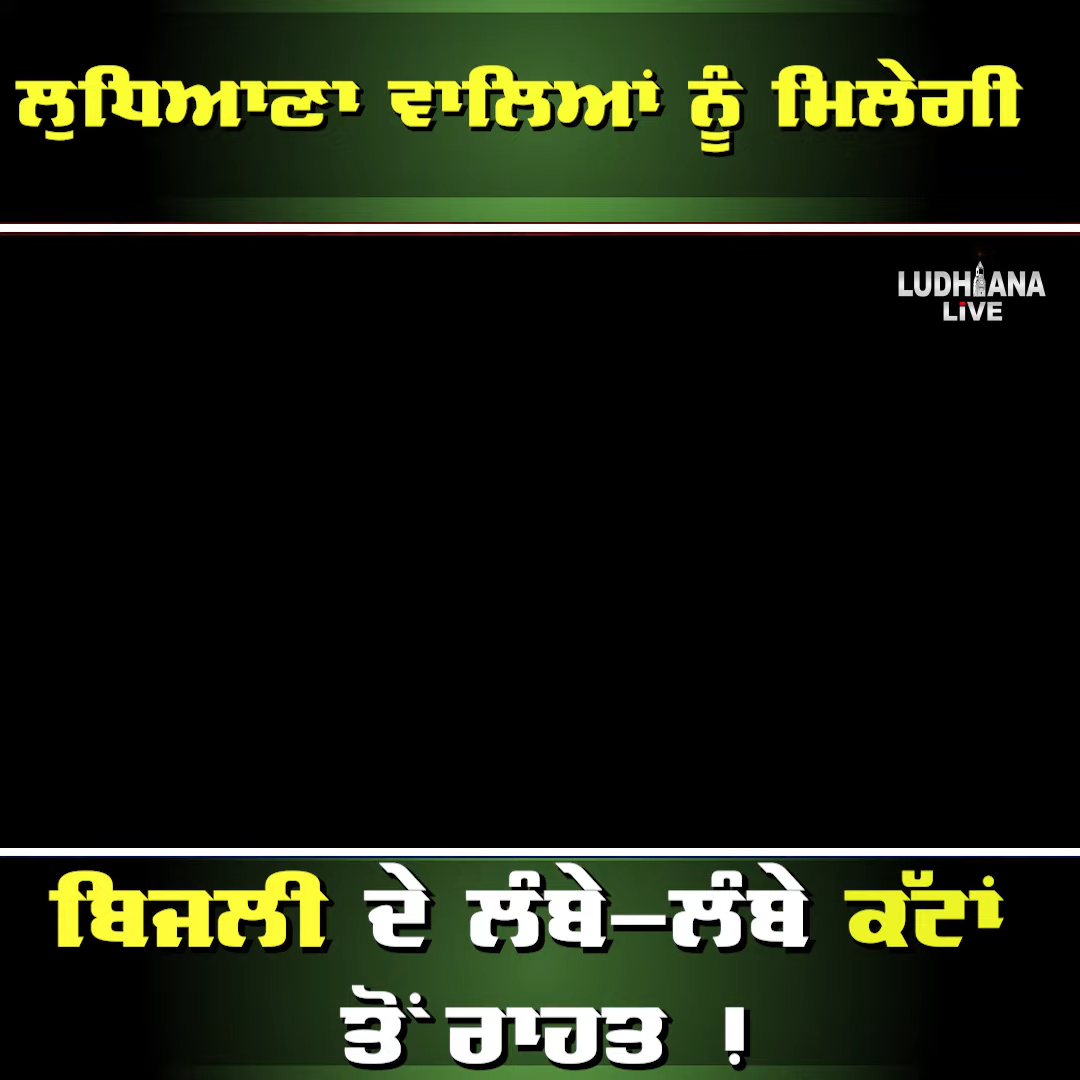 ਲੁਧਿਆਣਾ ਵਾਲਿਆਂ ਨੂੰ ਮਿਲੇਗੀ
LUDHIANA
LiVE
ਬਿਜਲੀ ਦੇ ਲੰਬੇ–ਲੰਬੇ ਕੱਟਾਂ
ਤੋਂ ਰਾਹਤ !